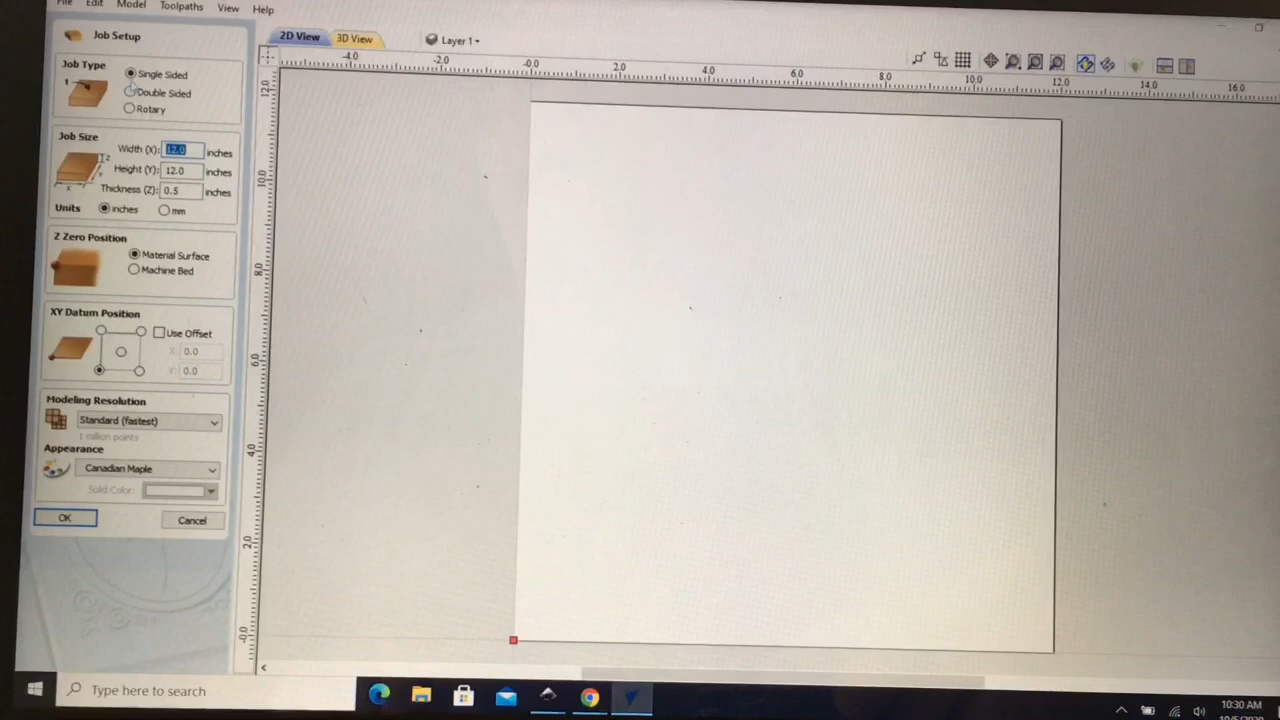 File Edit Model Toolpaths View Help
Job Setup
2D View 3D View Layer 1
-4.0 -2.0 -0.0 2.0 4.0 6.0 8.0 10.0 12.0 14.0 16.0
12.0
10.0
8.0
6.0
4.0
2.0
-0.0
Job Type
1
Single Sided
Double Sided
Rotary
Job Size
Width (X): 12.0 inches
Height (Y): 12.0 inches
Thickness (Z): 0.5 inches
z
Y
x
Units inches mm
Z Zero Position
Material Surface
Machine Bed
XY Datum Position
Use Offset
X: 0.0
Y: 0.0
Modeling Resolution
Standard (fastest)
1 million points
Appearance
Canadian Maple
Solid Color:
OK Cancel
Type here to search
10:30 AM